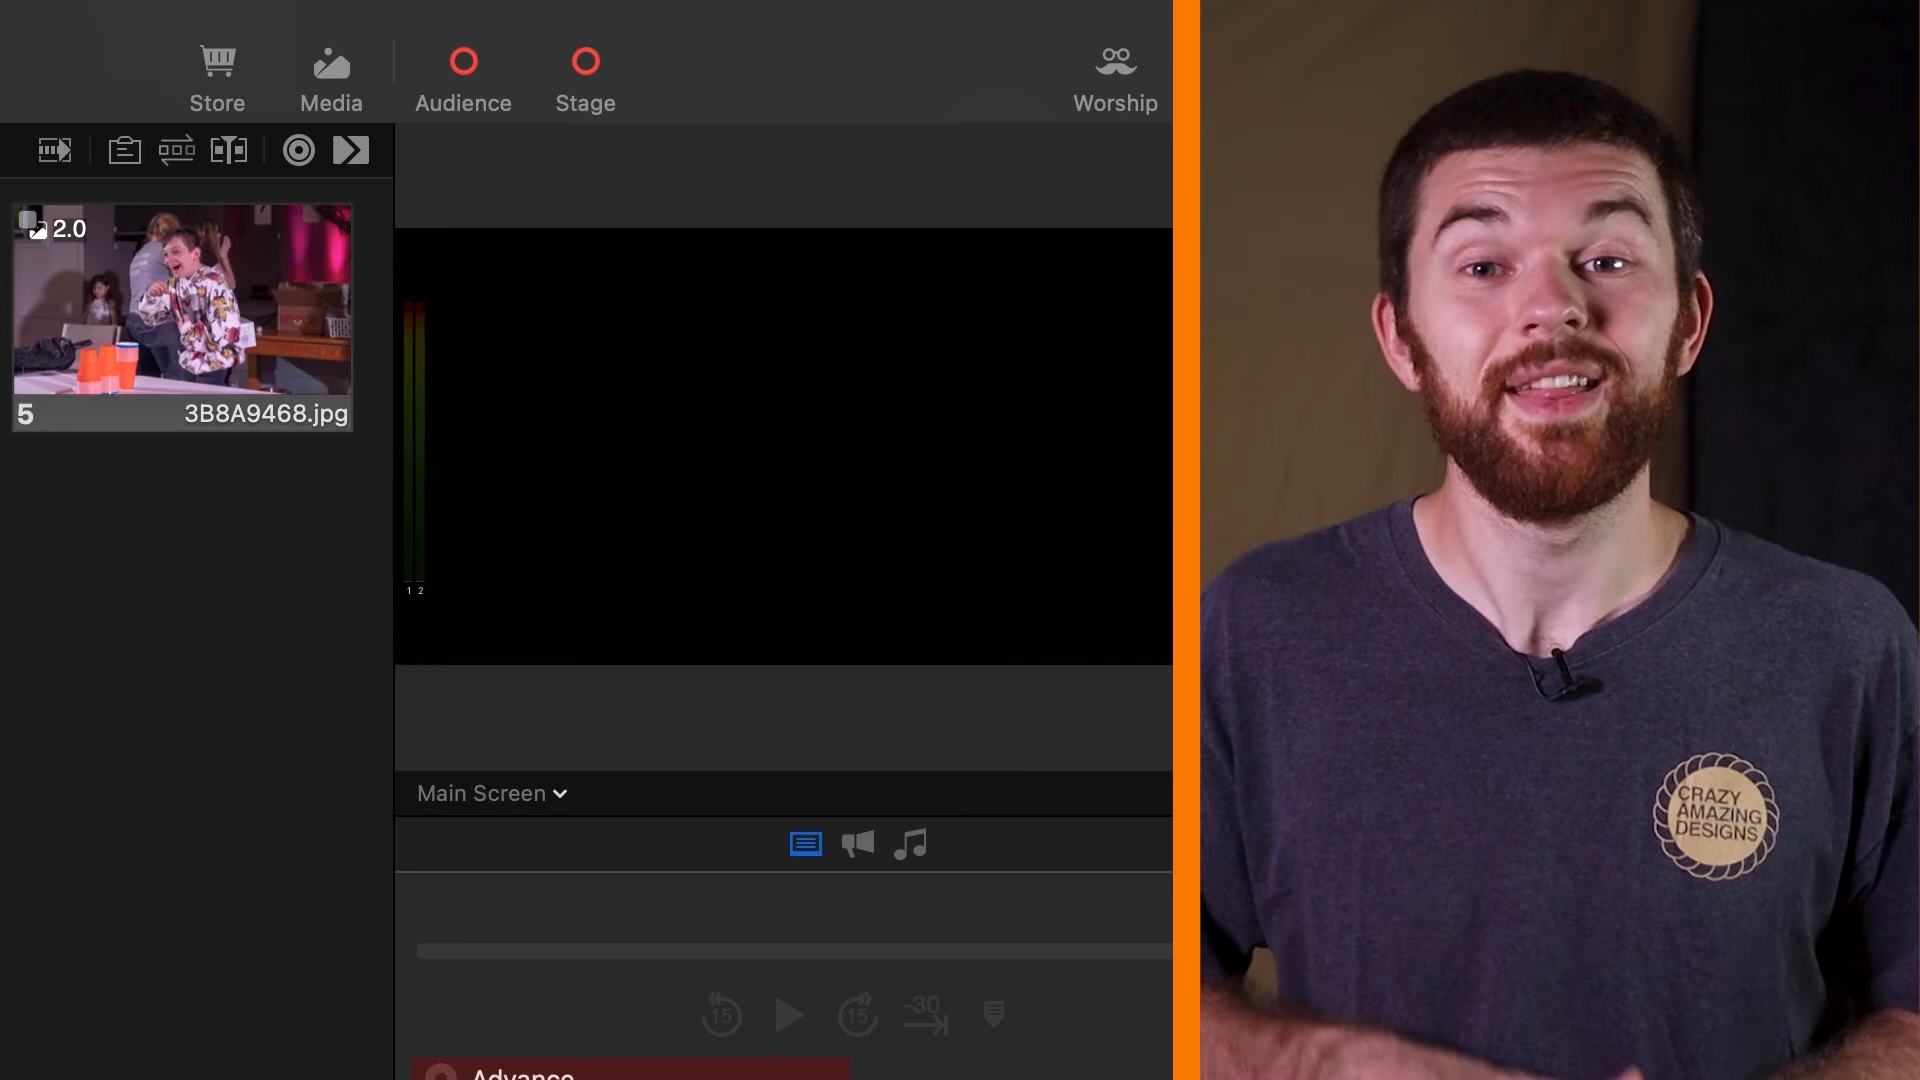 Store
Media
Audience
Stage
Worship
2.0
5
3B8A9468.jpg
1 2
Main Screen
15
15
-30
Advance
CRAZY
AMAZING
DESIGNS